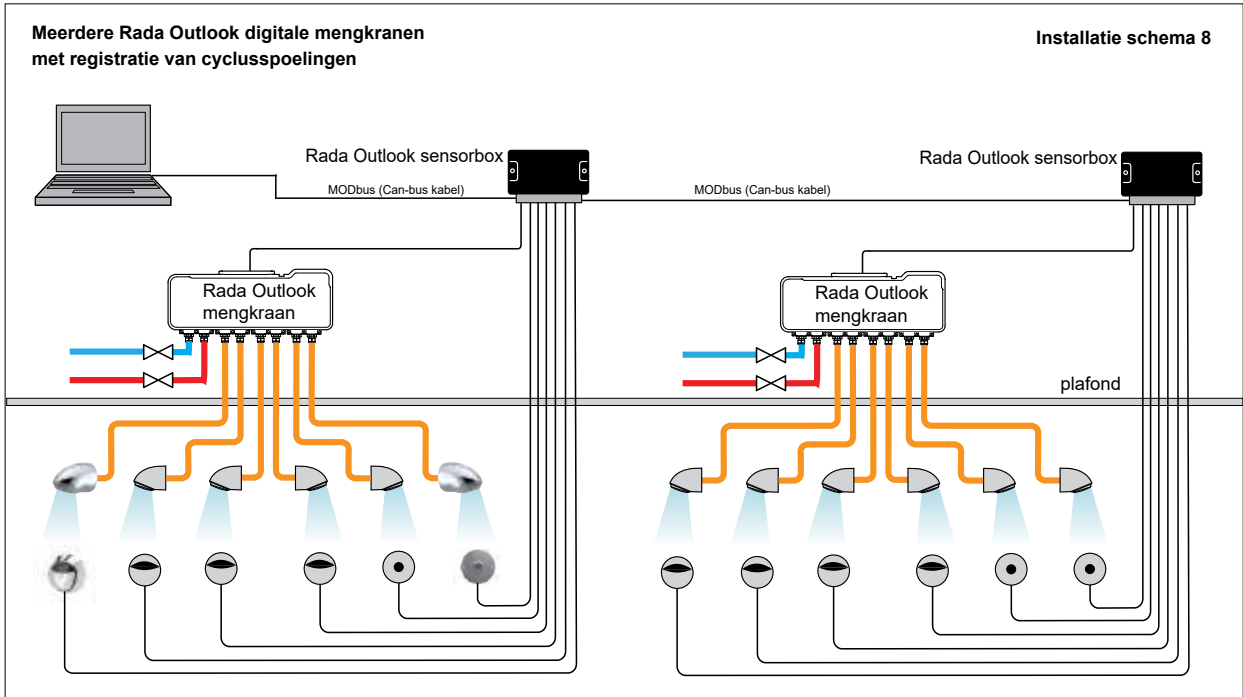 Meerdere Rada Outlook digitale mengkranen
met registratie van cyclusspoelingen
Installatie schema 8
Rada Outlook sensorbox
Rada Outlook sensorbox
MODbus (Can-bus kabel)
MODbus (Can-bus kabel)
Rada Outlook
mengkraan
Rada Outlook
mengkraan
plafond